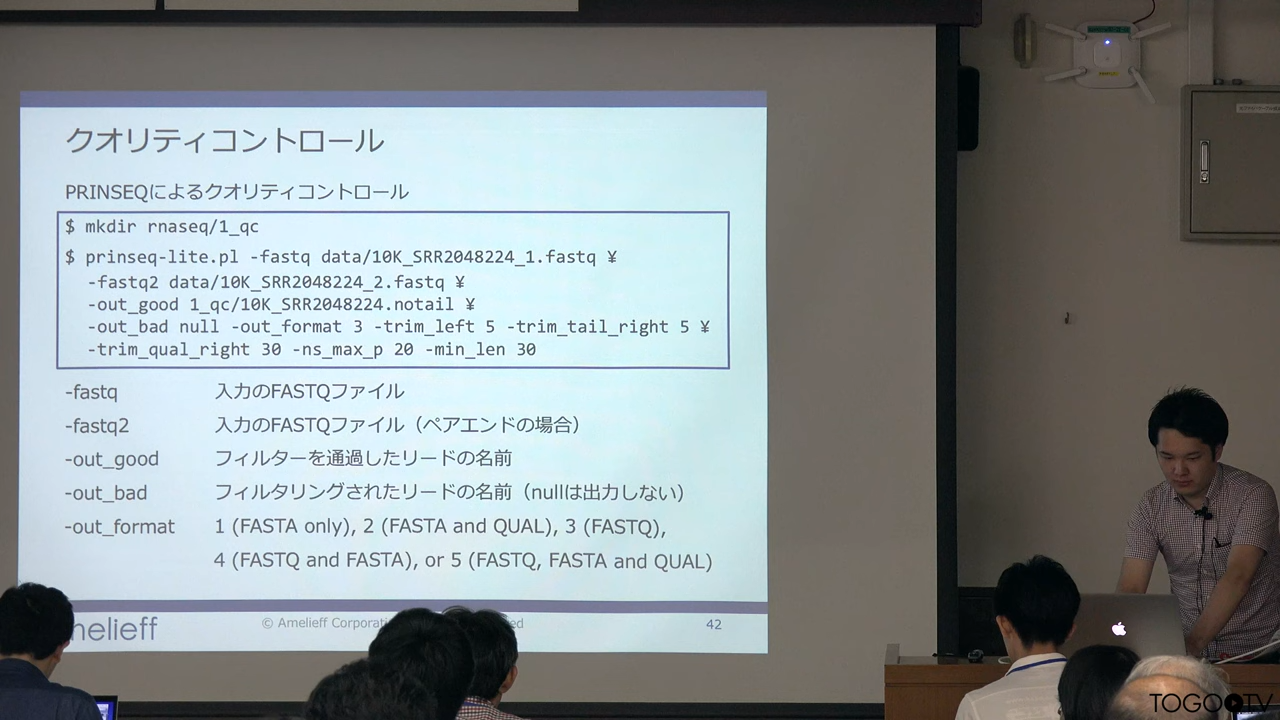 クオリティコントロール
PRINSEQによるクオリティコントロール
$ mkdir rnaseq/1_qc
$ prinseq-lite.pl -fastq data/10K_SRR2048224_1.fastq ¥
-fastq2 data/10K_SRR2048224_2.fastq ¥
-out_good 1_qc/10K_SRR2048224.notail ¥
-out_bad null -out_format 3 -trim_left 5 -trim_tail_right 5 ¥
-trim_qual_right 30 -ns_max_p 20 -min_len 30
-fastq 入力のFASTQファイル
-fastq2 入力のFASTQファイル（ペアエンドの場合）
-out_good フィルターを通過したリードの名前
-out_bad フィルタリングされたリードの名前（nullは出力しない）
-out_format 1 (FASTA only), 2 (FASTA and QUAL), 3 (FASTQ),
4 (FASTQ and FASTA), or 5 (FASTQ, FASTA and QUAL)
melieff © Amelieff Corporati ed 42
TOGOTV